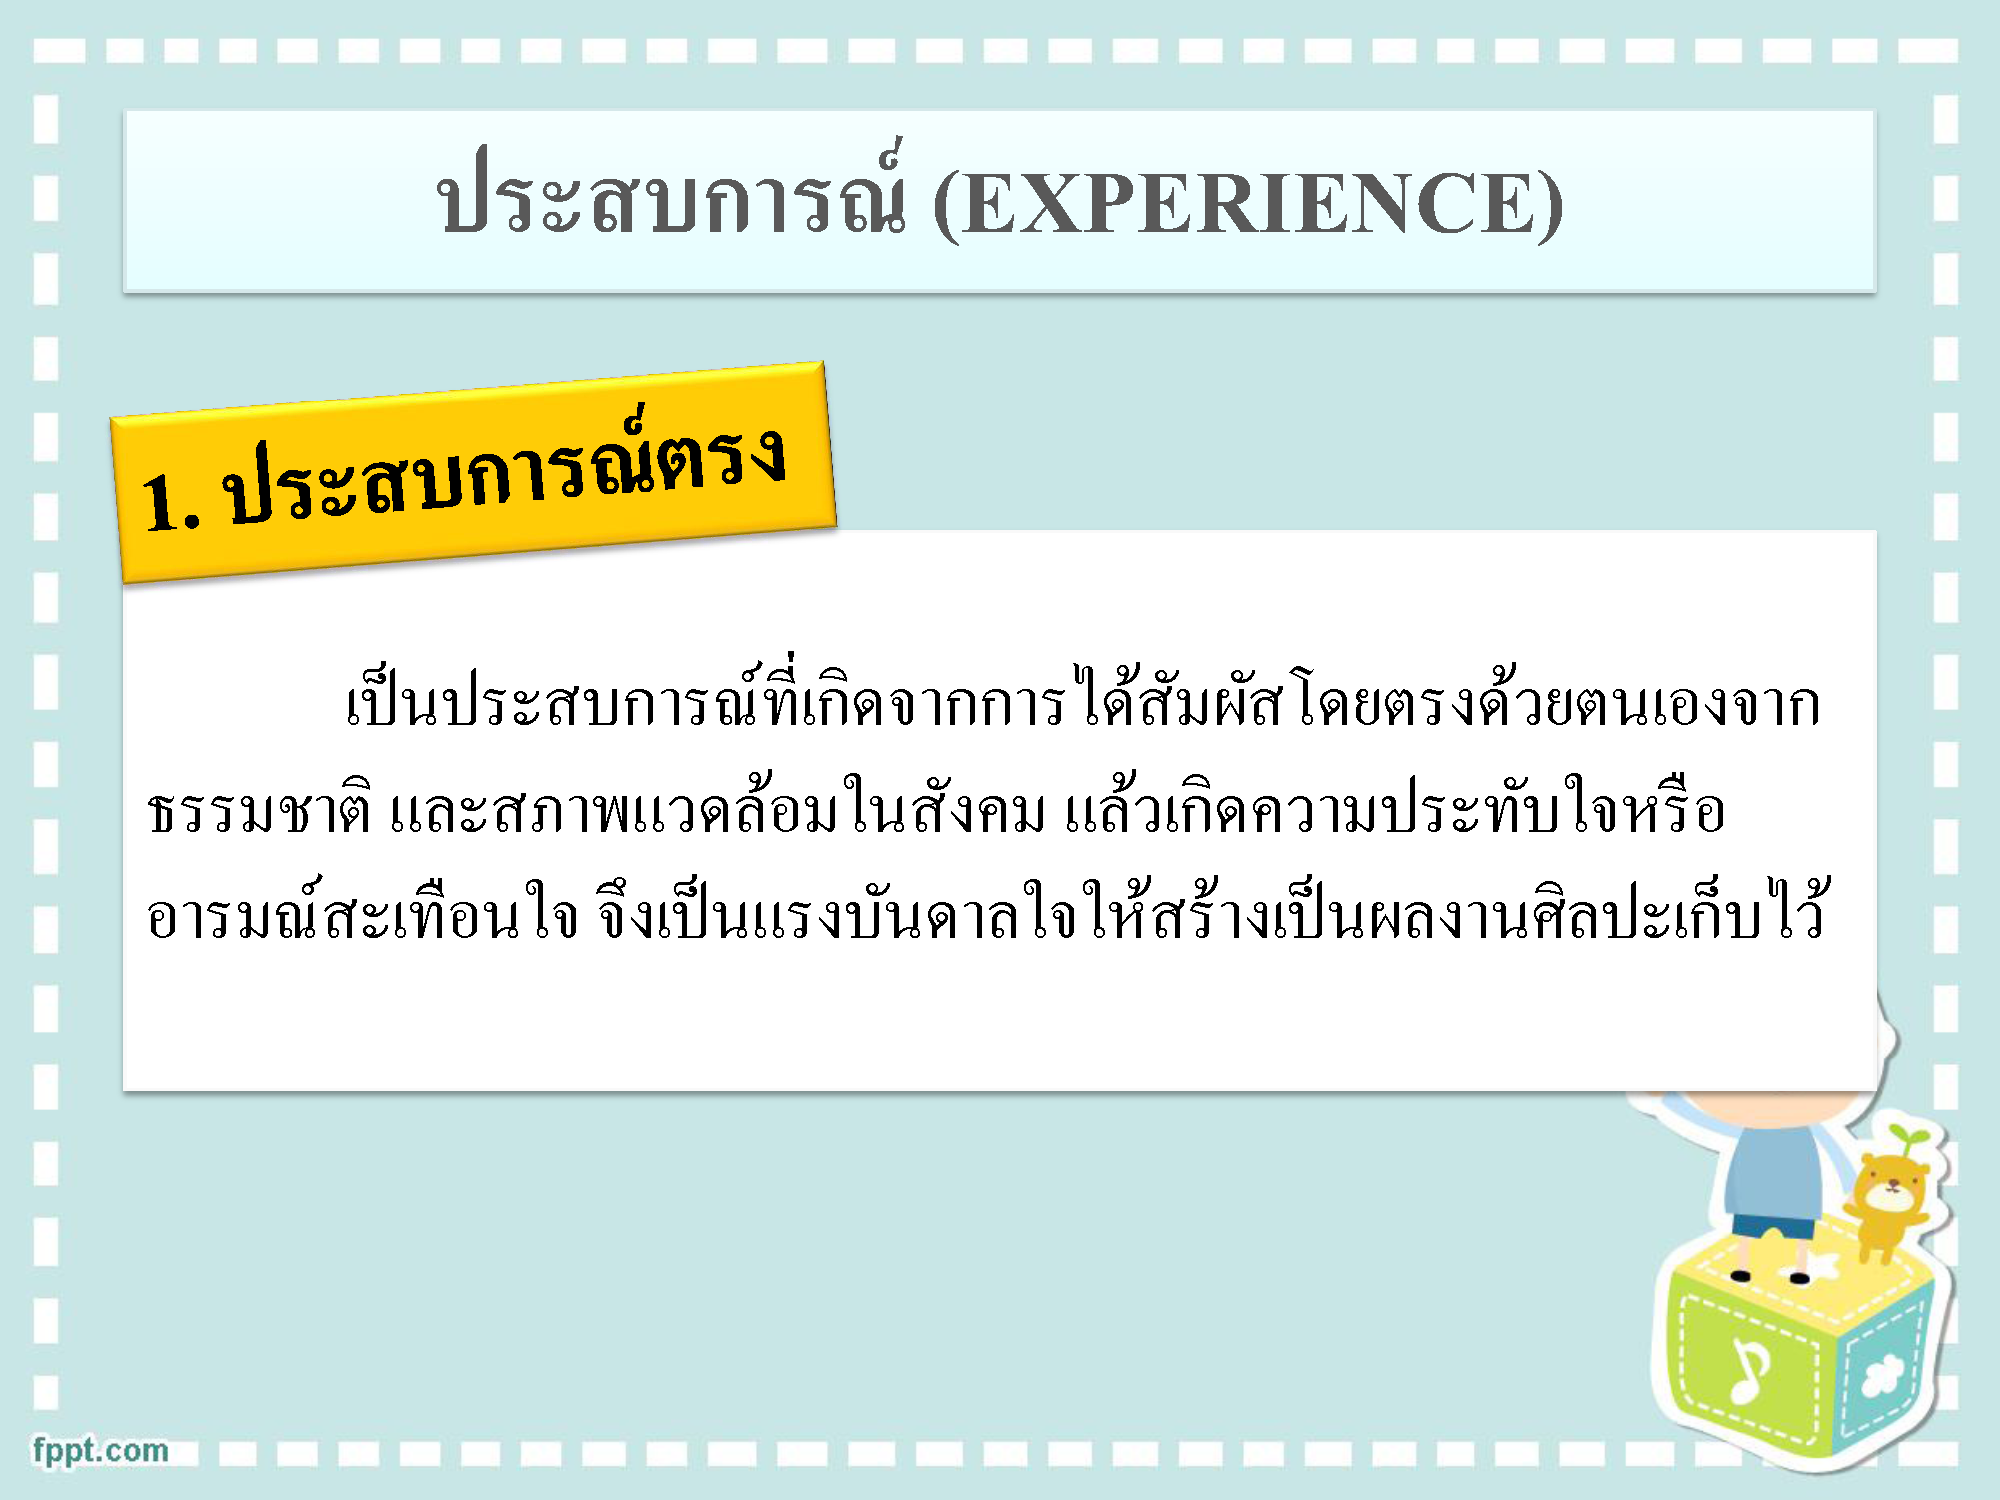 ประสบการณ์ (EXPERIENCE)
1. ประสบการณ์ตรง
เป็นประสบการณ์ที่เกิดจากการได้สัมผัสโดยตรงด้วยตนเองจาก
ธรรมชาติ และสภาพแวดล้อมในสังคม แล้วเกิดความประทับใจหรือ
อารมณ์สะเทือนใจ จึงเป็นแรงบันดาลใจให้สร้างเป็นผลงานศิลปะเก็บไว้
fppt.com